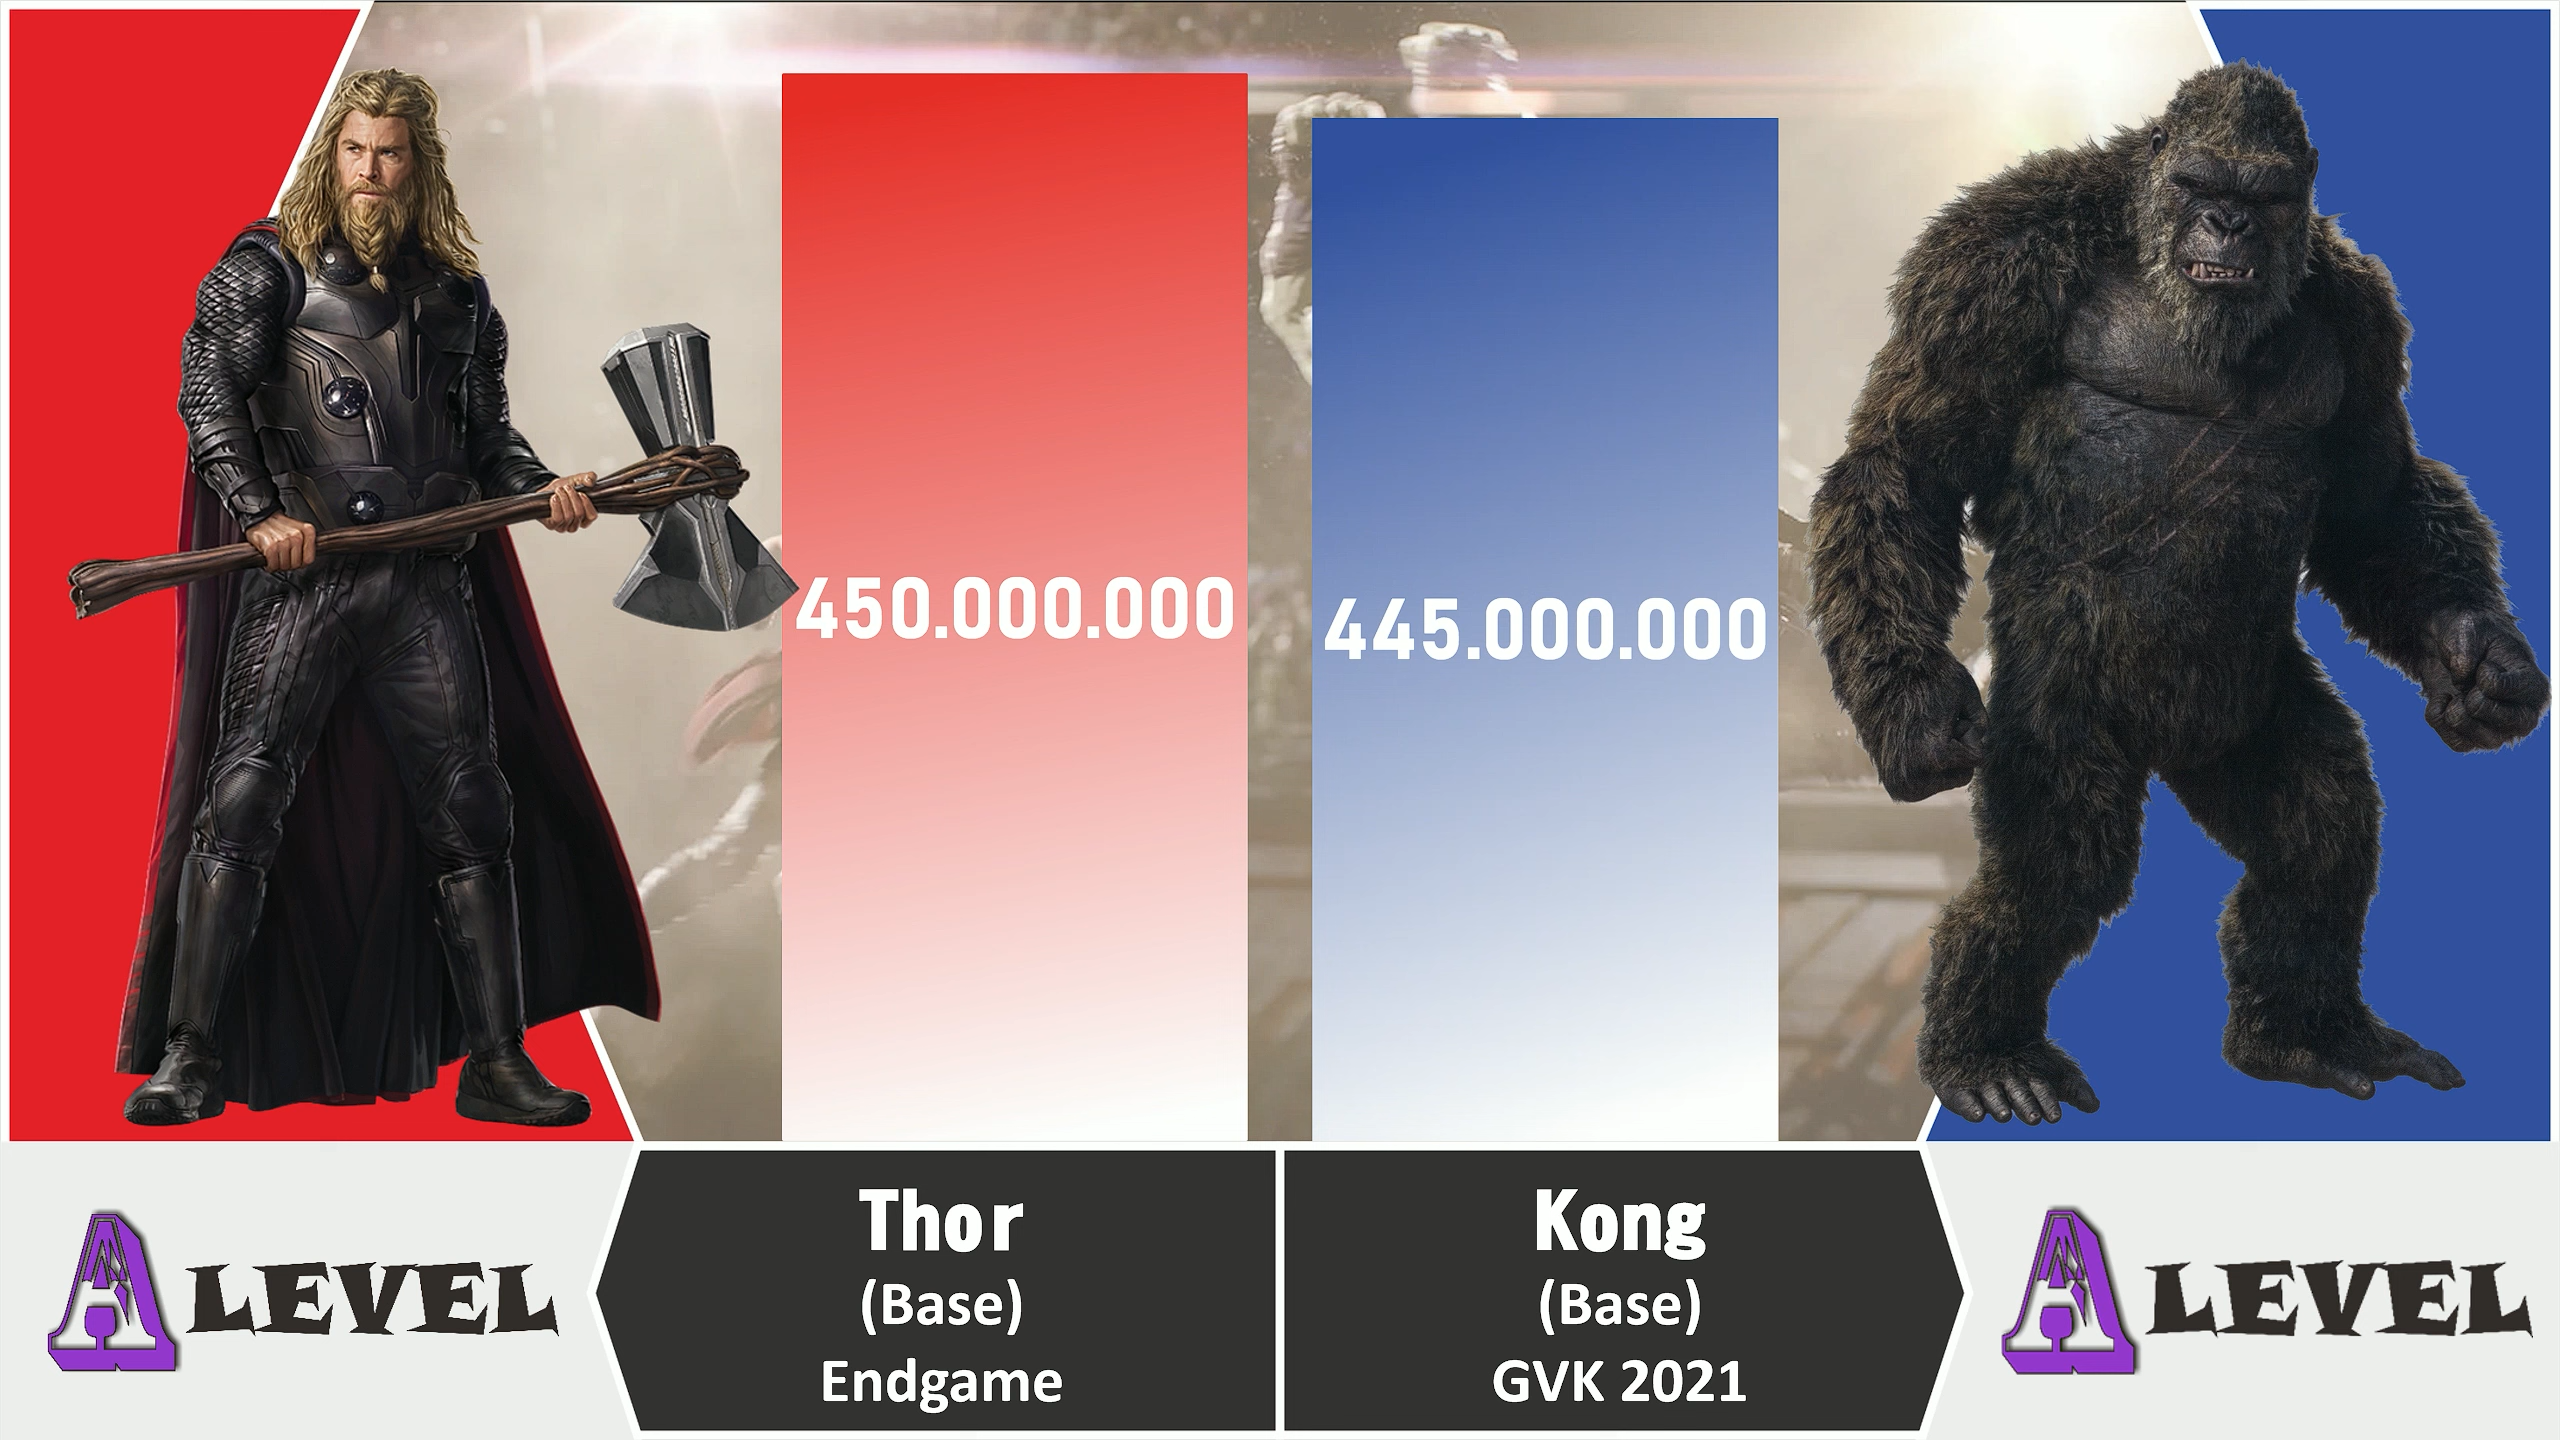 450.000.000
445.000.000
Thor
(Base)
Endgame
Kong
(Base)
GVK 2021
A LEVEL
A LEVEL